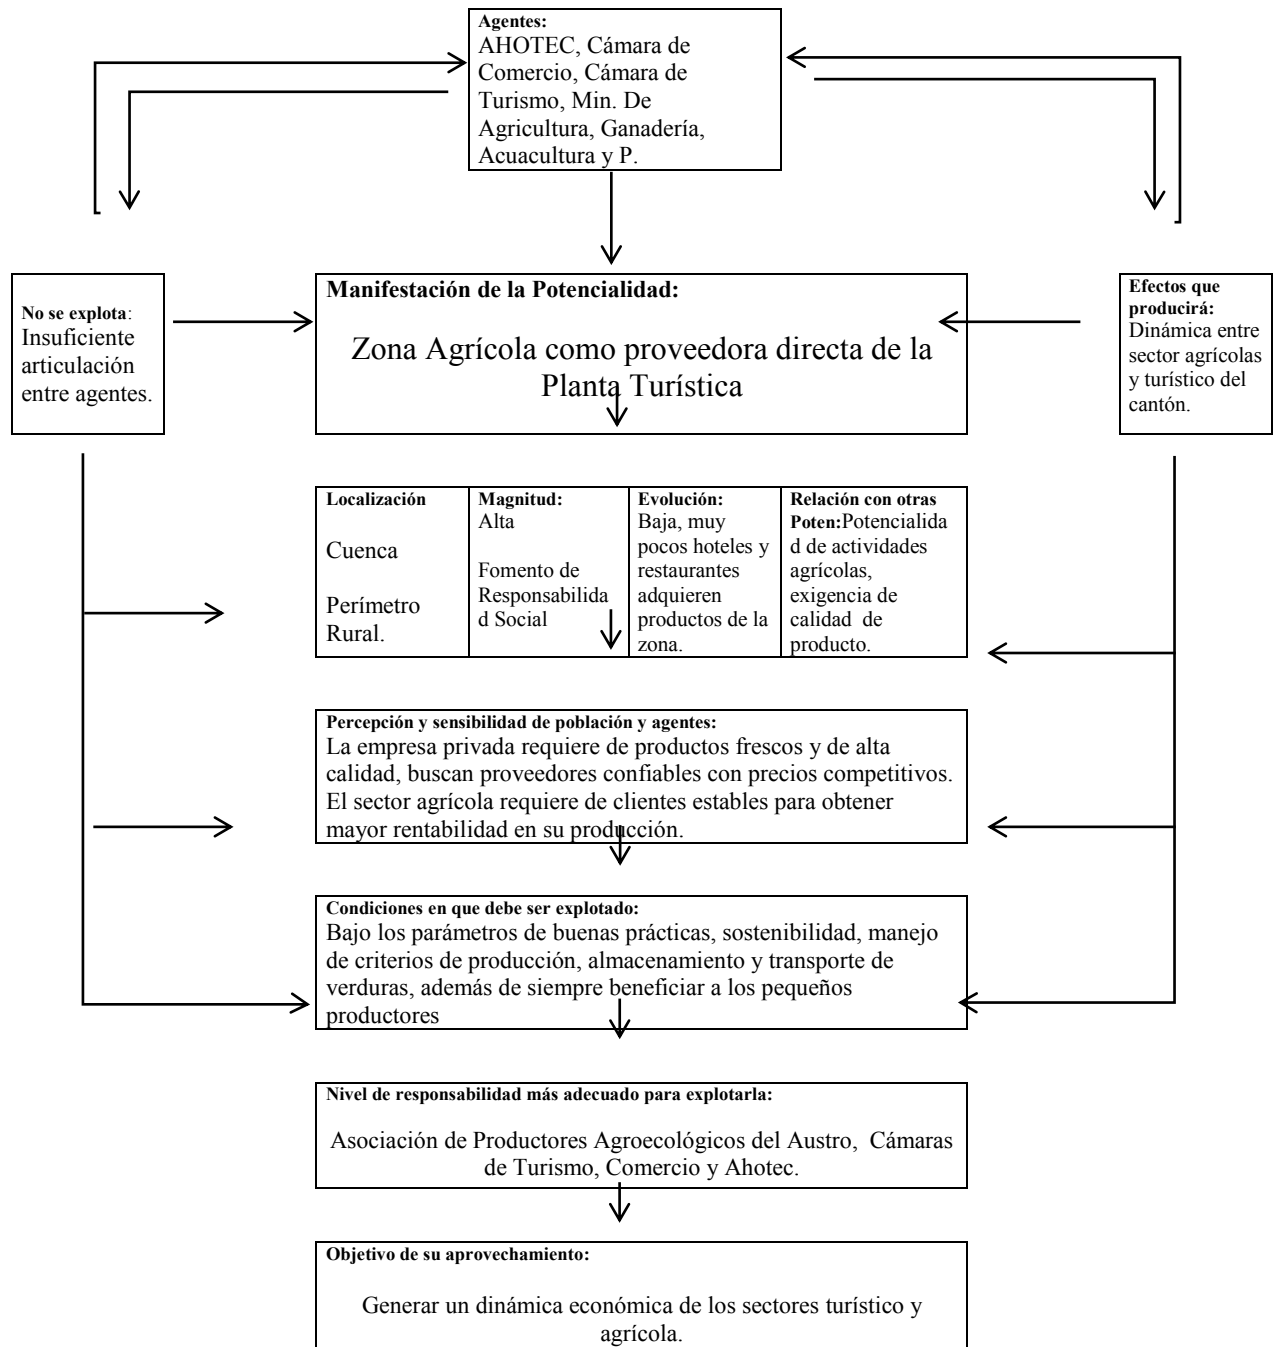 Agentes:
AHOTEC, Cámara de
Comercio, Cámara de
Turismo, Min. De
Agricultura, Ganadería,
Acuacultura y P.
No se explota:
Insuficiente
articulación
entre agentes.
Manifestación de la Potencialidad:
Zona Agrícola como proveedora directa de la
Planta Turística
Efectos que
producirá:
Dinámica entre
sector agrícolas
y turístico del
cantón.
Localización
Cuenca
Perímetro
Rural.
Magnitud:
Alta
Fomento de
Responsabilida
d Social
Evolución:
Baja, muy
pocos hoteles y
restaurantes
adquieren
productos de la
zona.
Relación con otras
Poten:Potencialida
d de actividades
agrícolas,
exigencia de
calidad de
producto.
Percepción y sensibilidad de población y agentes:
La empresa privada requiere de productos frescos y de alta
calidad, buscan proveedores confiables con precios competitivos.
El sector agrícola requiere de clientes estables para obtener
mayor rentabilidad en su producción.
Condiciones en que debe ser explotado:
Bajo los parámetros de buenas prácticas, sostenibilidad, manejo
de criterios de producción, almacenamiento y transporte de
verduras, además de siempre beneficiar a los pequeños
productores
Nivel de responsabilidad más adecuado para explotarla:
Asociación de Productores Agroecológicos del Austro, Cámaras
de Turismo, Comercio y Ahotec.
Objetivo de su aprovechamiento:
Generar un dinámica económica de los sectores turístico y
agrícola.